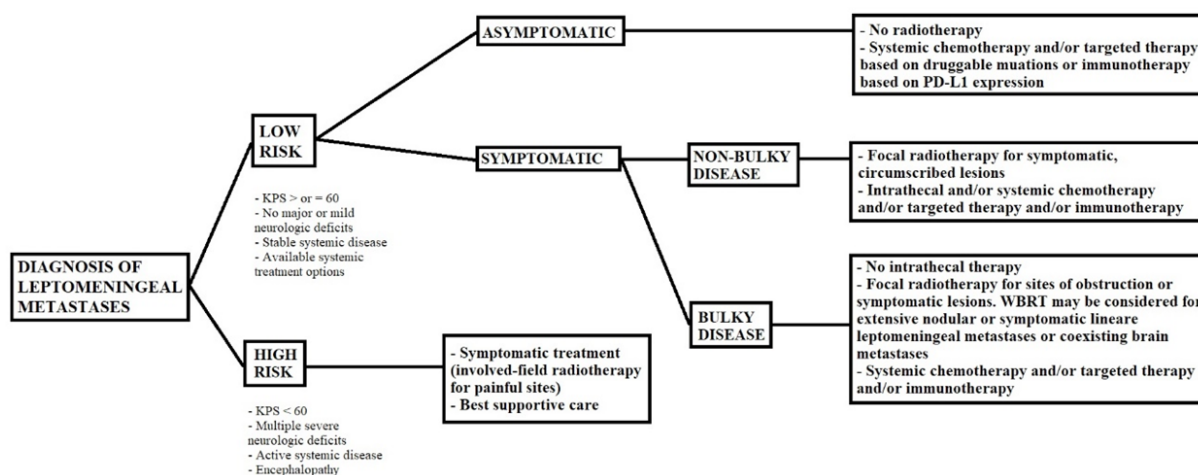 ASYMPTOMATIC
- No radiotherapy
- Systemic chemotherapy and/or targeted therapy
based on druggable muations or immunotherapy
based on PD-L1 expression
LOW
RISK
- KPS > or = 60
- No major or mild
neurologic deficits
- Stable systemic disease
- Available systemic
treatment options
SYMPTOMATIC
NON-BULKY
DISEASE
- Focal radiotherapy for symptomatic,
circumscribed lesions
- Intrathecal and/or systemic chemotherapy
and/or targeted therapy and/or immunotherapy
DIAGNOSIS OF
LEPTOMENINGEAL
METASTASES
BULKY
DISEASE
- No intrathecal therapy
- Focal radiotherapy for sites of obstruction or
symptomatic lesions. WBRT may be considered for
extensive nodular or symptomatic lineare
leptomeningeal metastases or coexisting brain
metastases
- Systemic chemotherapy and/or targeted therapy
and/or immunotherapy
HIGH
RISK
- KPS < 60
- Multiple severe
neurologic deficits
- Active systemic disease
- Encephalopathy
- Symptomatic treatment
(involved-field radiotherapy
for painful sites)
- Best supportive care